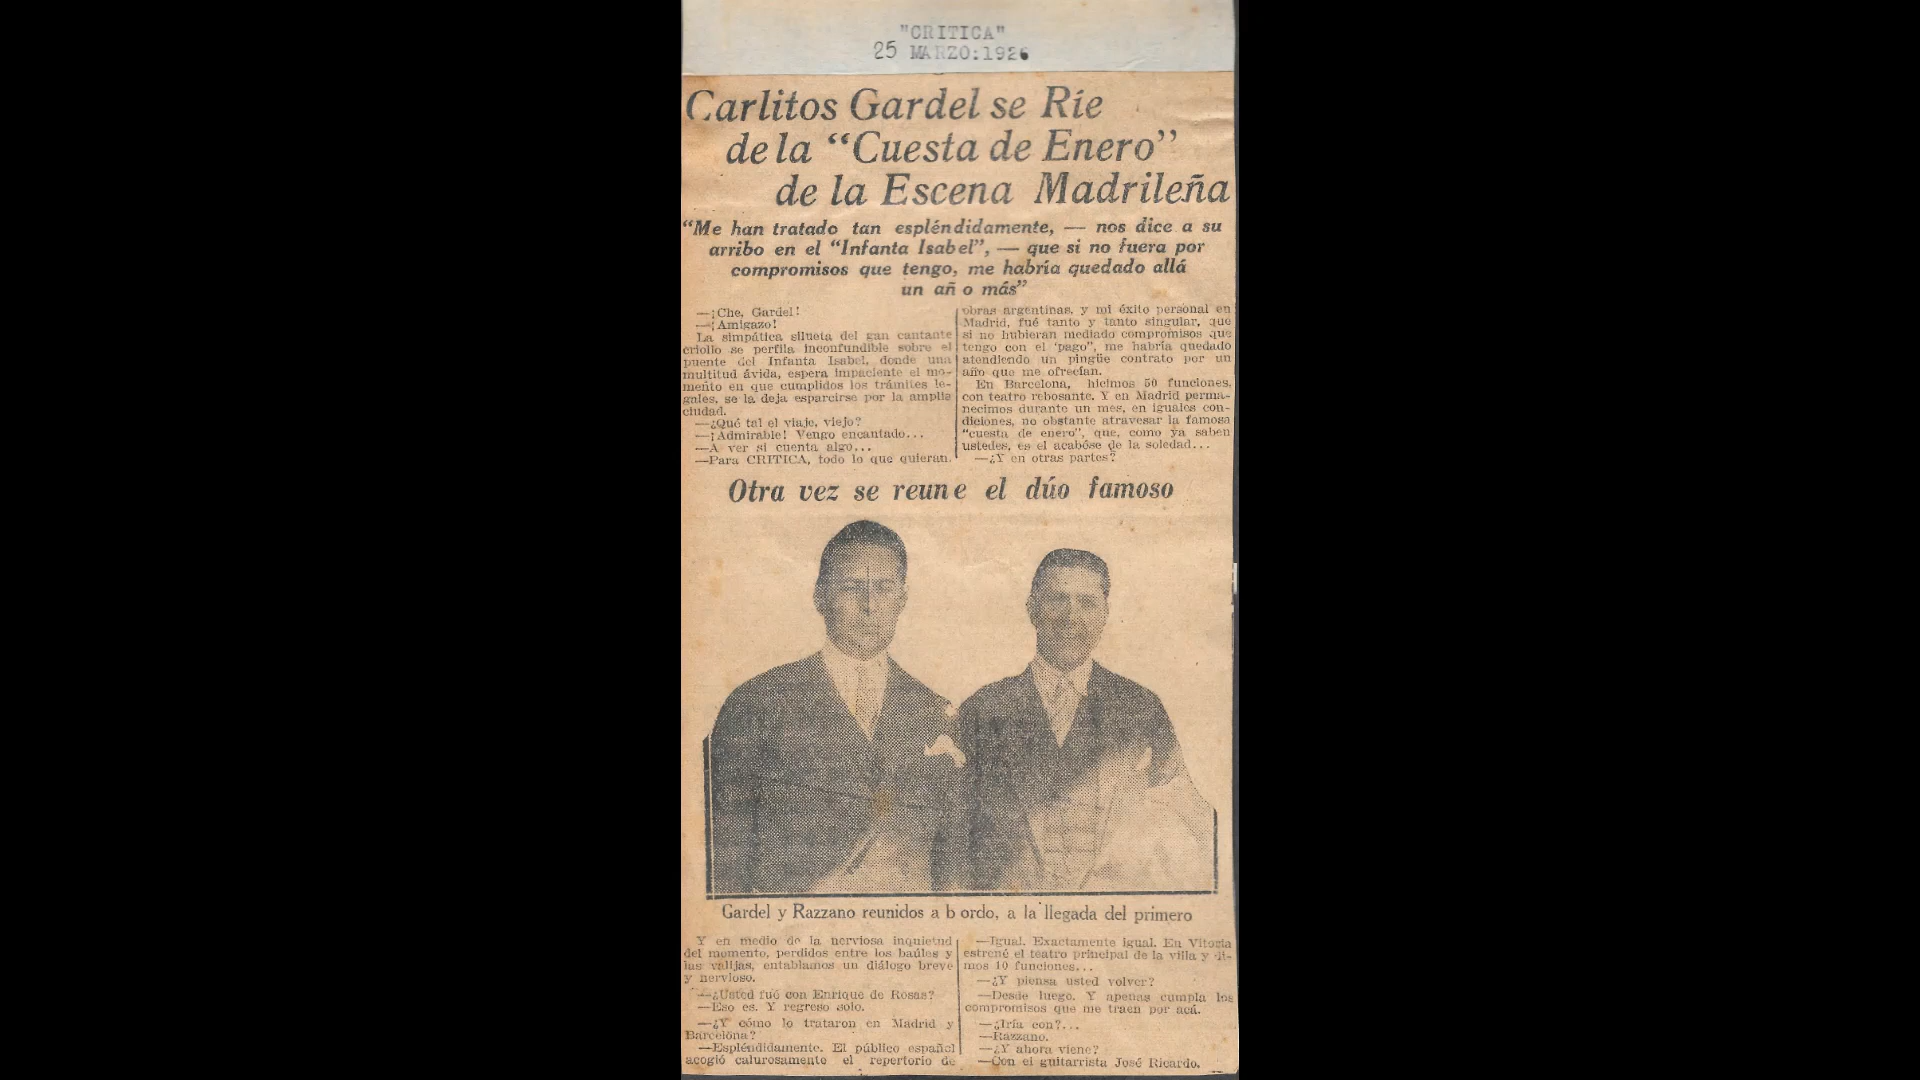 "CRITICA"
25 MARZO:1926
Carlitos Gardel se Ríe
de la “Cuesta de Enero”
de la Escena Madrileña
“Me han tratado tan espléndidamente, — nos dice a su
arribo en el “Infanta Isabel”, — que si no fuera por
compromisos que tengo, me habría quedado allá
un añ o más”
—¡Che, Gardel!
—¡Amigazo!
La simpática silueta del gan cantante
criollo se perfila inconfundible sobre el
puente del Infanta Isabel, donde una
multitud ávida, espera impaciente el mo-
mento en que cumplidos los trámites le-
gales, se la deja esparcirse por la amplia
ciudad.
—¿Qué tal el viaje, viejo?
—¡Admirable! Vengo encantado...
—A ver si cuenta algo...
—Para CRITICA, todo lo que quieran.
obras argentinas, y mi éxito personal en
Madrid, fué tanto y tanto singular, que
si no hubieran mediado compromisos que
tengo con el ‘pago”, me habría quedado
atendiendo un pingüe contrato por un
año que me ofrecían.
En Barcelona, hicimos 50 funciones,
con teatro rebosante. Y en Madrid perma-
necimos durante un mes, en iguales con-
diciones, no obstante atravesar la famosa
“cuesta de enero”, que, como ya saben
ustedes, es el acabóse de la soledad...
—¿Y en otras partes?
Otra vez se reune el dúo famoso
Gardel y Razzano reunidos a b ordo, a la llegada del primero
Y en medio de la nerviosa inquietud
del momento, perdidos entre los baúles y
las valijas, entablamos un diálogo breve
y nervioso.
—¿Usted fué con Enrique de Rosas?
—Eso es. Y regreso solo.
—¿Y cómo lo trataron en Madrid y
Barcelona?
—Espléndidamente. El público español
acogió calurosamente el repertorio de
—Igual. Exactamente igual. En Vitoria
estrené el teatro principal de la villa y di-
mos 10 funciones...
—¿Y piensa usted volver?
—Desde luego. Y apenas cumpla los
compromisos que me traen por acá.
—¿Iría con?...
—Razzano.
—¿Y ahora viene?
—Con el guitarrista José Ricardo.